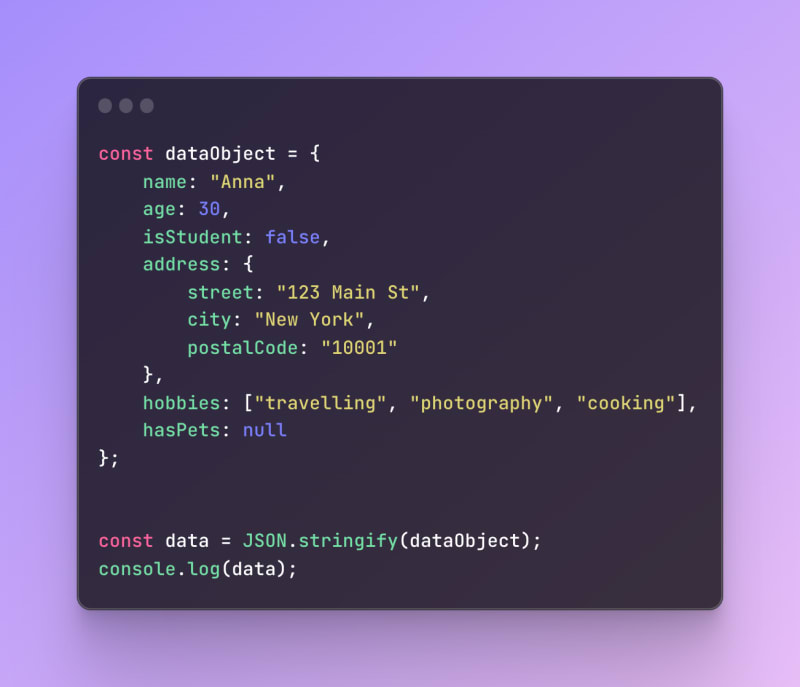 const dataObject = {
    name: "Anna",
    age: 30,
    isStudent: false,
    address: {
        street: "123 Main St",
        city: "New York",
        postalCode: "10001"
    },
    hobbies: ["travelling", "photography", "cooking"],
    hasPets: null
};
const data = JSON.stringify(dataObject);
console.log(data);